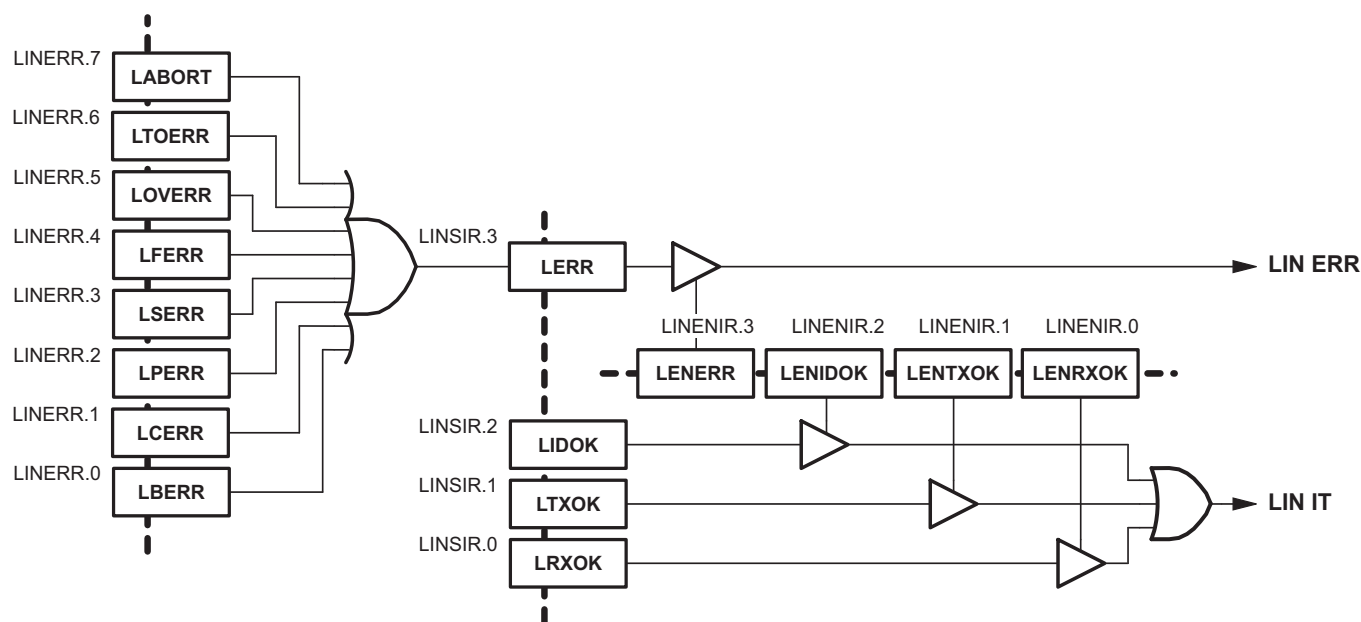 LINERR.7
LABORT
LINERR.6
LTOERR
LINERR.5
LOVERR
LINERR.4
LFERR
LINERR.3
LSERR
LINERR.2
LPERR
LINERR.1
LCERR
LINERR.0
LBERR
LINSIR.3
LERR
LIN ERR
LINENIR.3
LINENIR.2
LINENIR.1
LINENIR.0
LENERR
LENIDOK
LENTXOK
LENRXOK
LINSIR.2
LIDOK
LINSIR.1
LTXOK
LIN IT
LINSIR.0
LRXOK